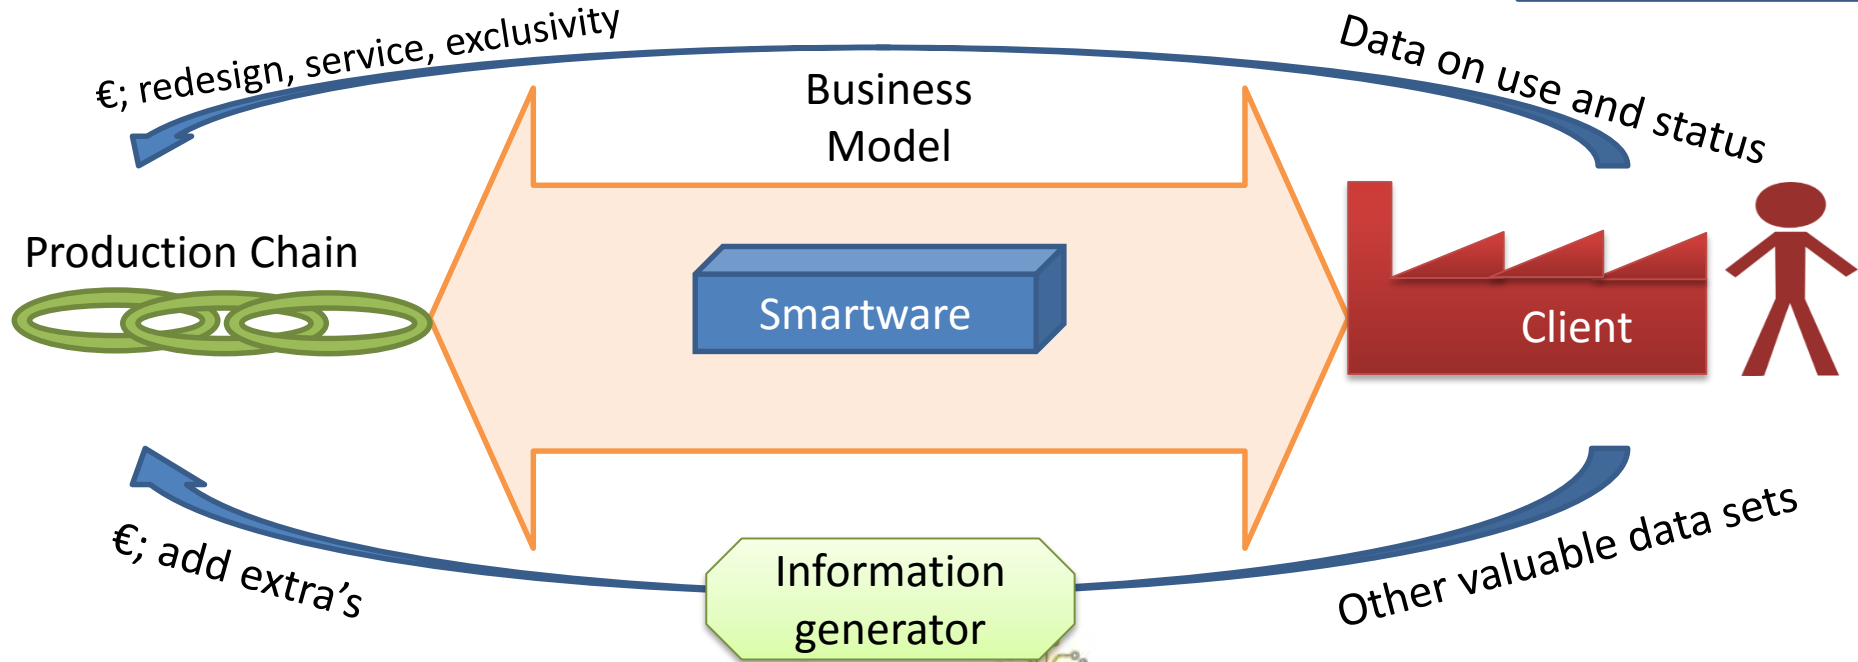 €; redesign, service, exclusivity
Data on use and status
Business
Model
Production Chain
Smartware
Client
€; add extra’s
Information
generator
Other valuable data sets